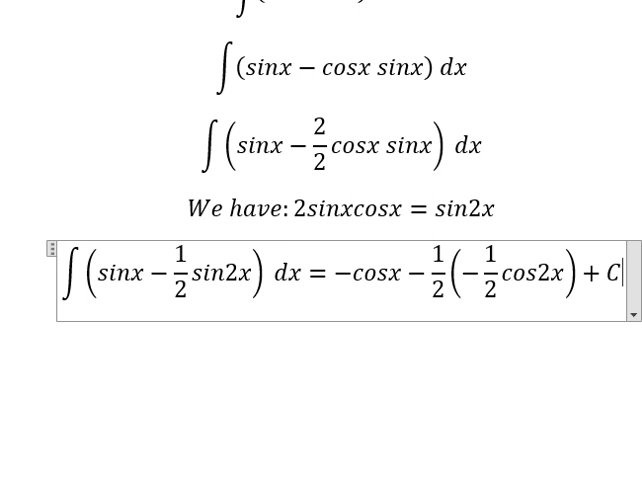 ∫(sinx − cosx sinx) dx
∫(sinx − 2/2 cosx sinx) dx
We have: 2sinxcosx = sin2x
∫(sinx − 1/2 sin2x) dx = −cosx − 1/2(−1/2 cos2x) + C